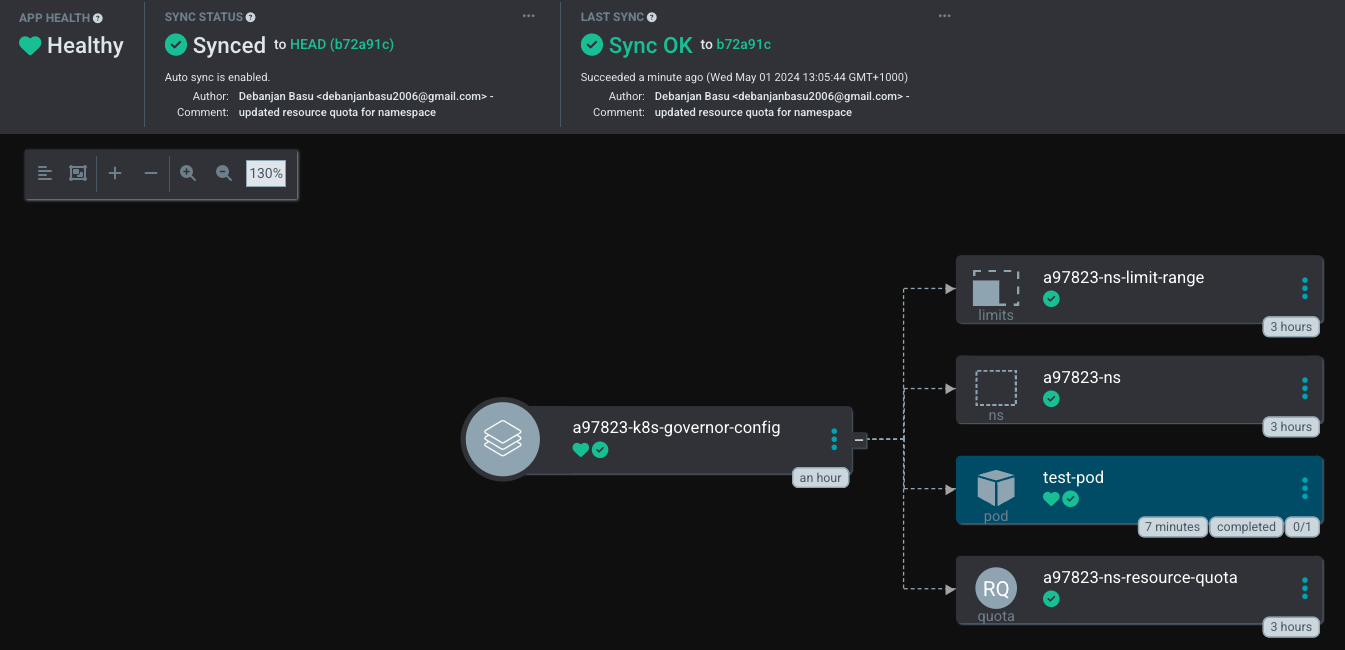 APP HEALTH
Healthy
SYNC STATUS
Synced to HEAD (b72a91c)
Auto sync is enabled.
Author: Debanjan Basu <debanjanbasu2006@gmail.com> -
Comment: updated resource quota for namespace
LAST SYNC
Sync OK to b72a91c
Succeeded a minute ago (Wed May 01 2024 13:05:44 GMT+1000)
Author: Debanjan Basu <debanjanbasu2006@gmail.com> -
Comment: updated resource quota for namespace
130%
a97823-k8s-governor-config
an hour
a97823-ns-limit-range
limits
3 hours
a97823-ns
ns
3 hours
test-pod
pod
7 minutes completed 0/1
RQ
a97823-ns-resource-quota
quota
3 hours